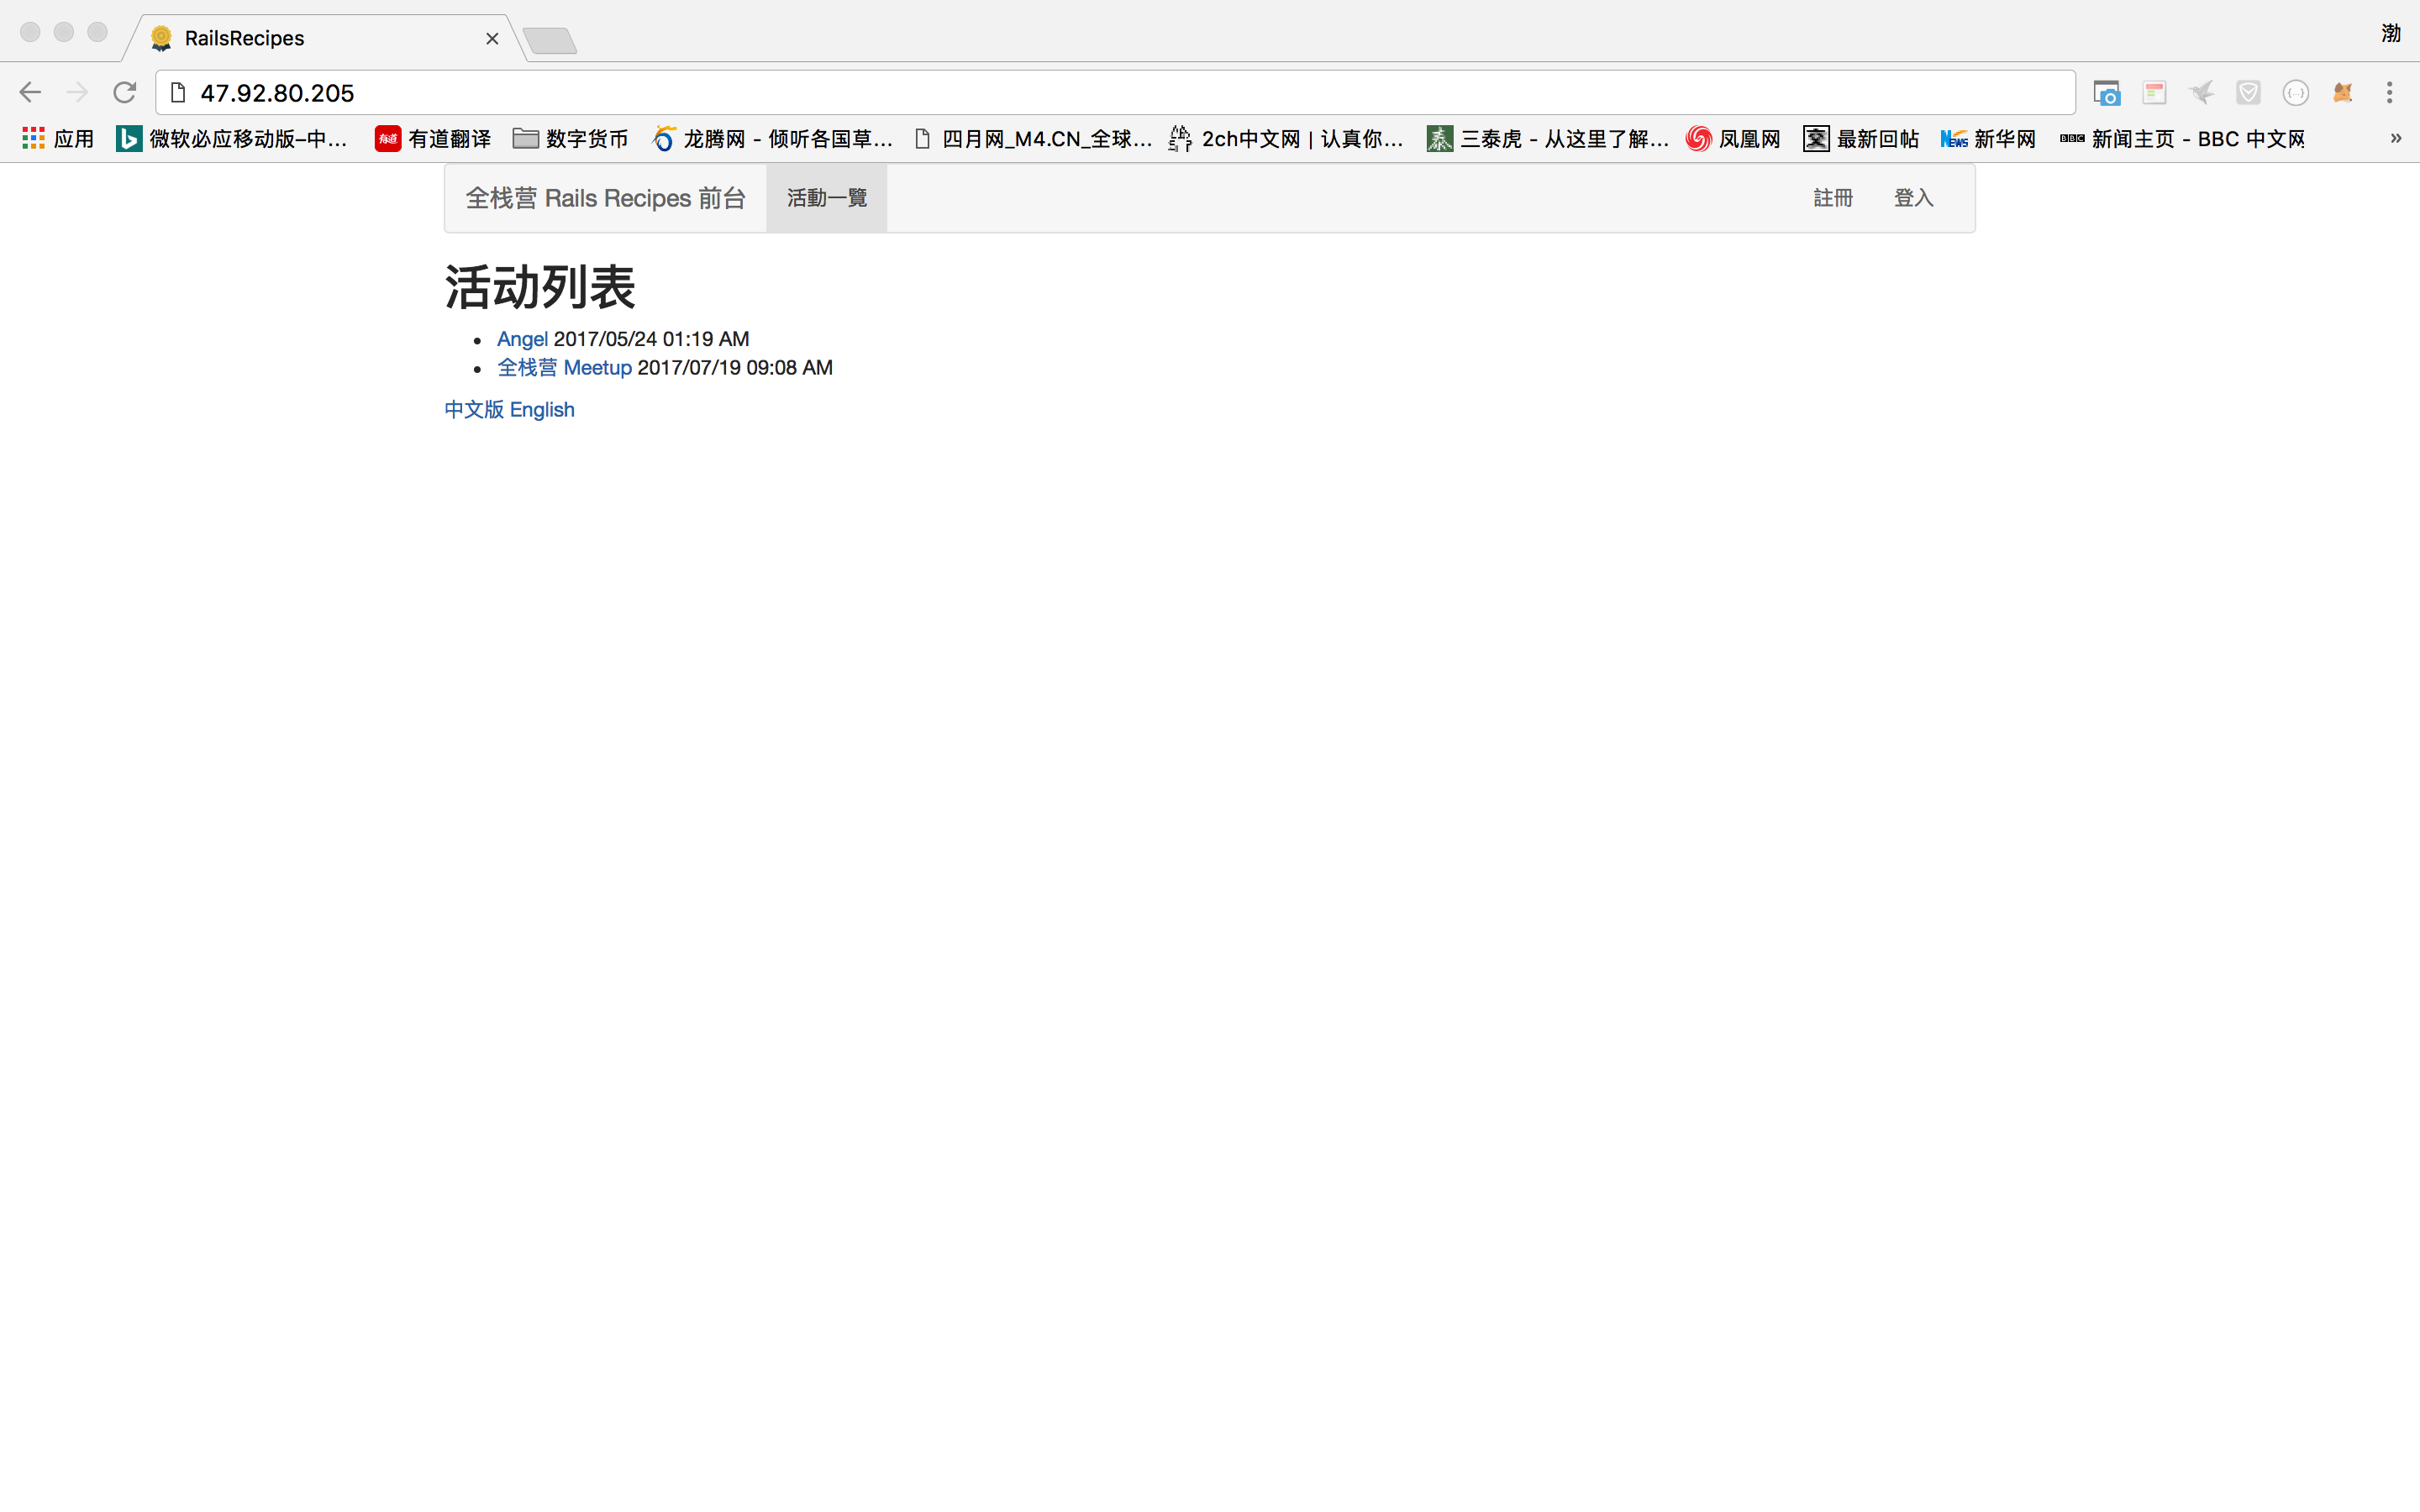 RailsRecipes
渤
47.92.80.205
应用 微软必应移动版–中... 有道 有道翻译 数字货币 龙腾网 - 倾听各国草... 四月网_M4.CN_全球... 2ch中文网 | 认真你... 三泰虎 - 从这里了解... 凤凰网 最新回帖 NEWS 新华网 BBC 新闻主页 - BBC 中文网 »
全栈营 Rails Recipes 前台 活動一覽 註冊 登入
活动列表
• Angel 2017/05/24 01:19 AM
• 全栈营 Meetup 2017/07/19 09:08 AM
中文版 English